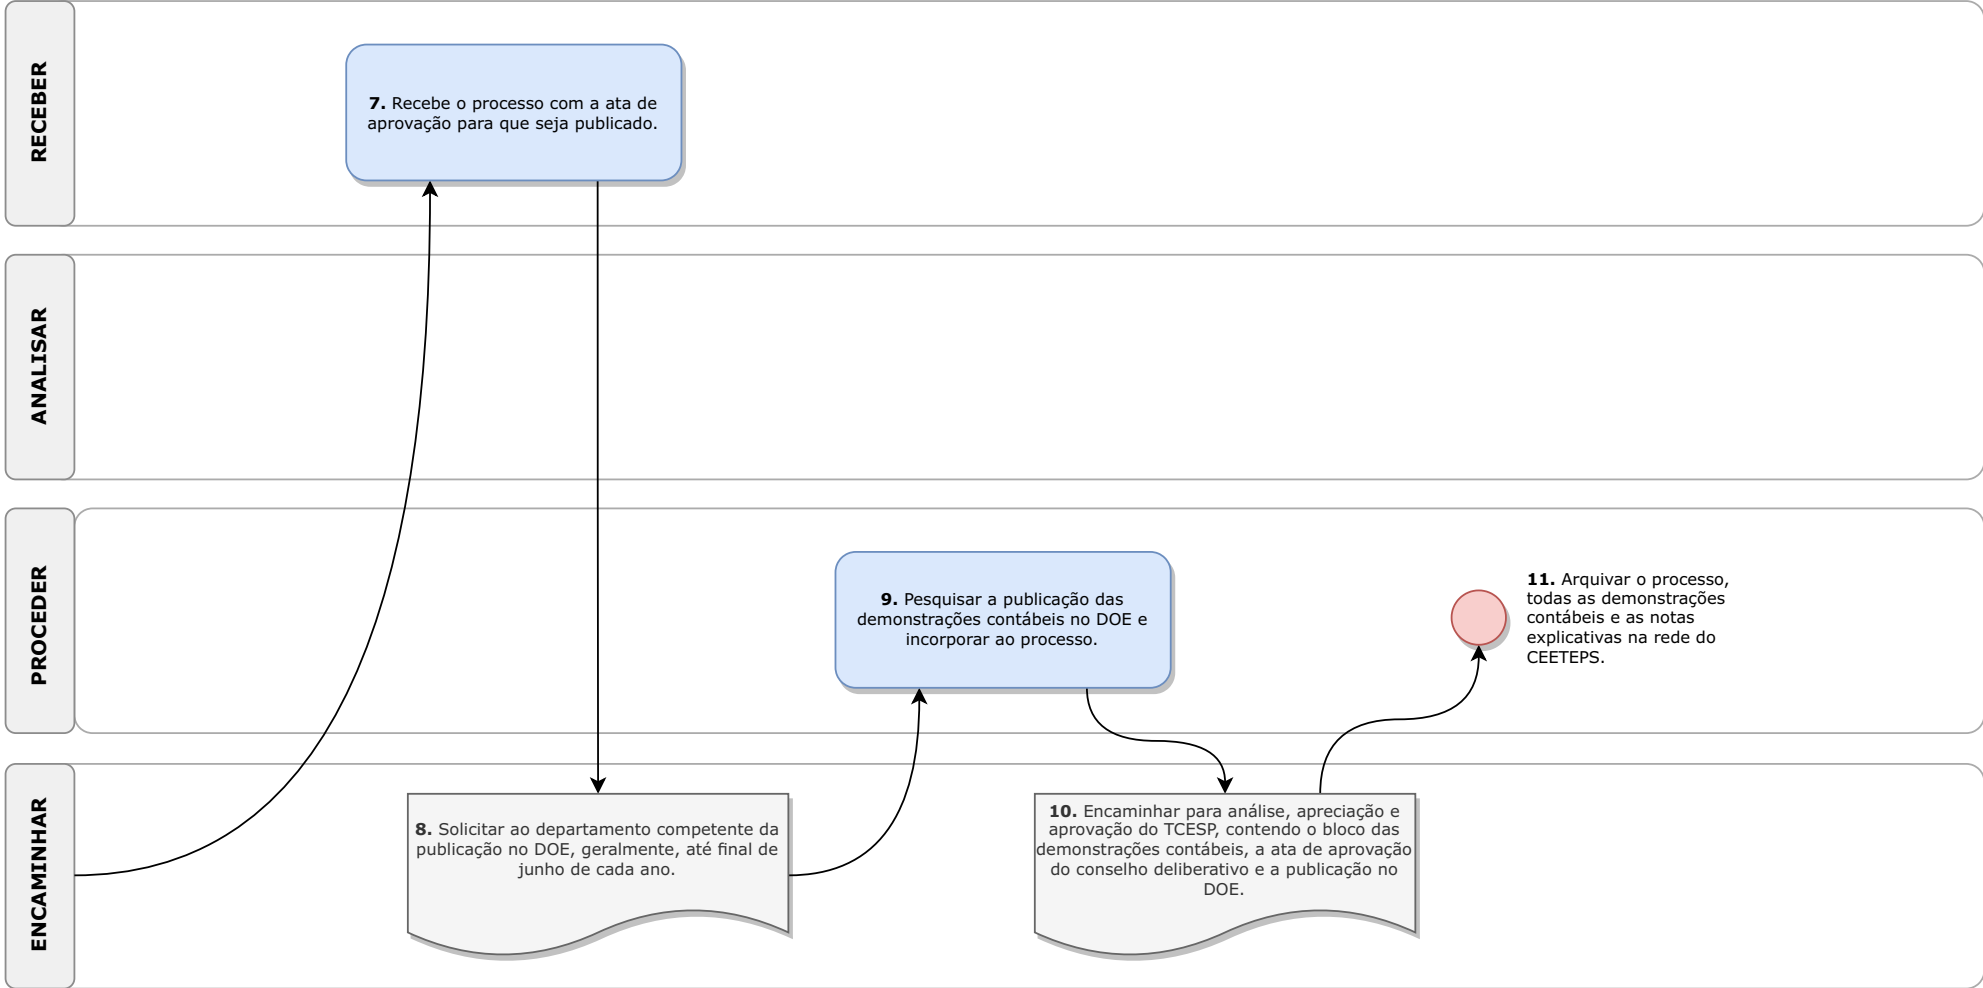 RECEBER
7. Recebe o processo com a ata de
aprovação para que seja publicado.
ANALISAR
PROCEDER
9. Pesquisar a publicação das
demonstrações contábeis no DOE e
incorporar ao processo.
11. Arquivar o processo,
todas as demonstrações
contábeis e as notas
explicativas na rede do
CEETEPS.
ENCAMINHAR
8. Solicitar ao departamento competente da
publicação no DOE, geralmente, até final de
junho de cada ano.
10. Encaminhar para análise, apreciação e
aprovação do TCESP, contendo o bloco das
demonstrações contábeis, a ata de aprovação
do conselho deliberativo e a publicação no
DOE.